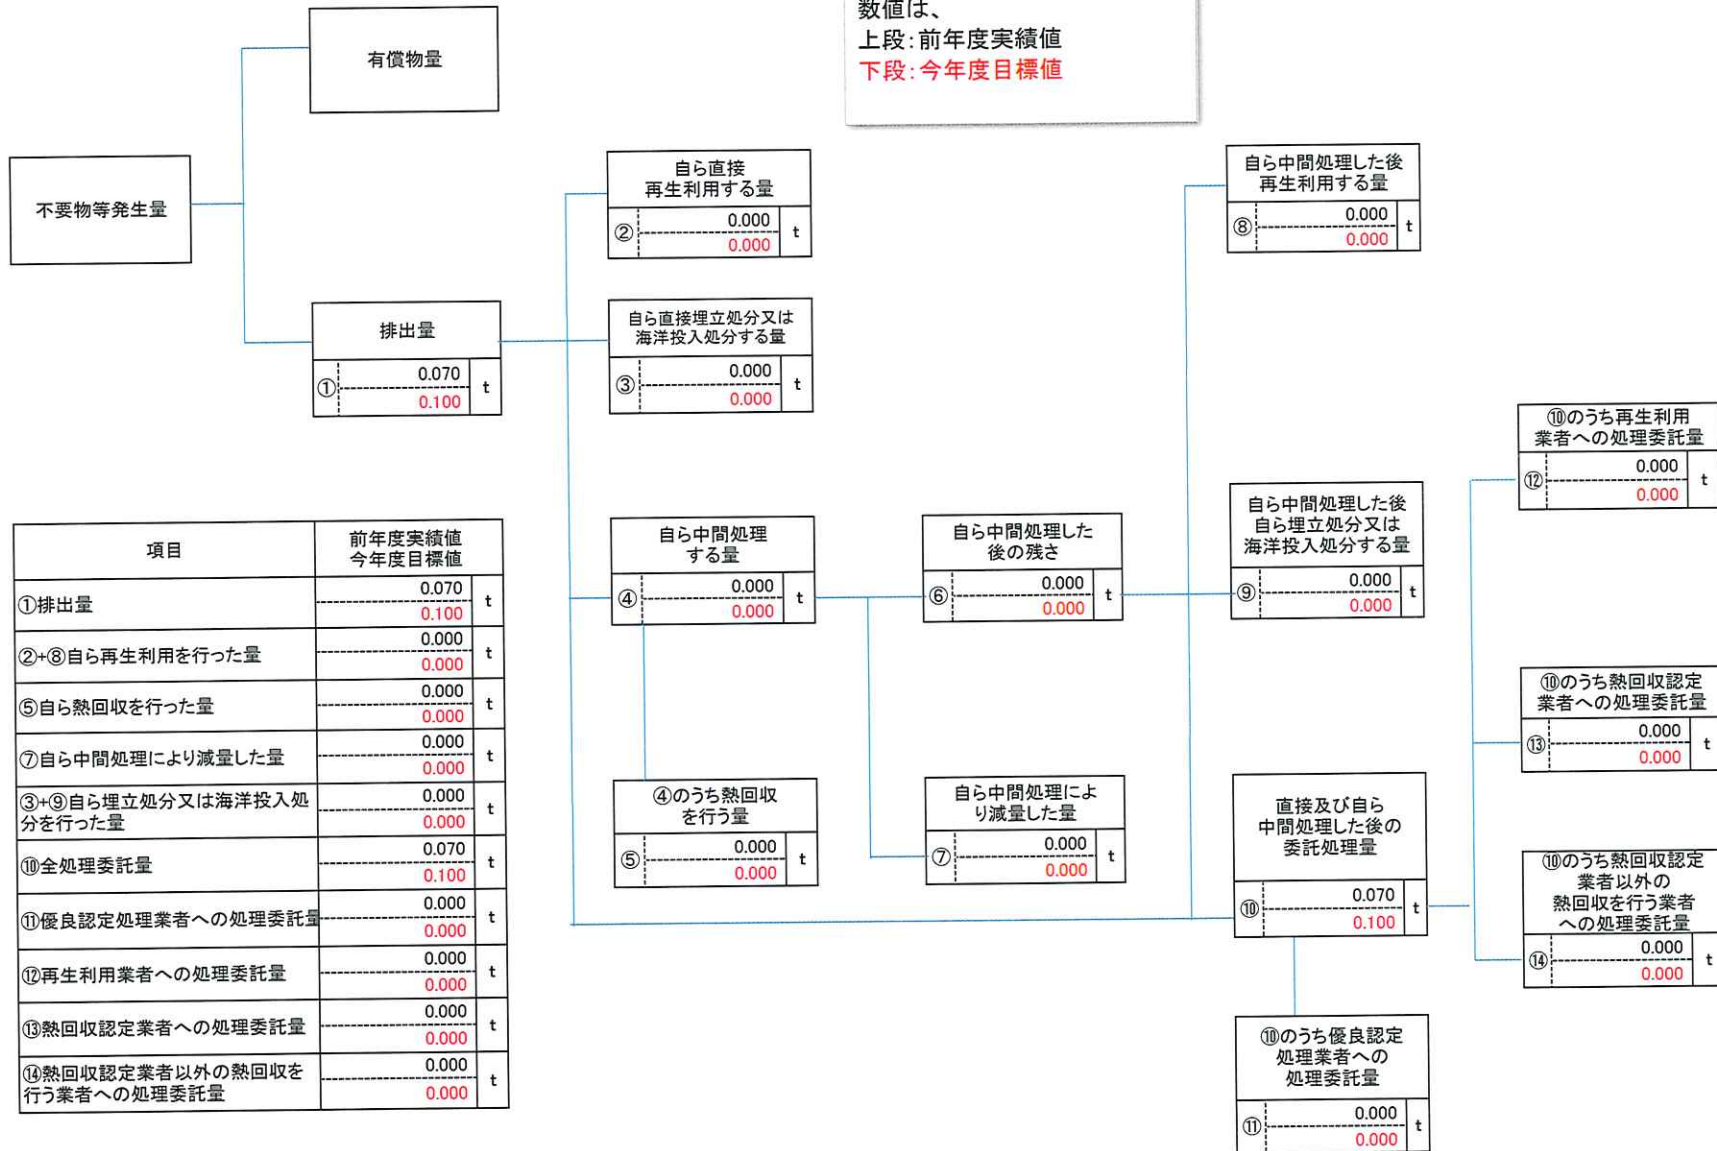 数値は、
上段:前年度実績値
下段:今年度目標値
有償物量
不要物等発生量
排出量
① 0.070 t
0.100
自ら直接
再生利用する量
② 0.000 t
0.000
自ら直接埋立処分又は
海洋投入処分する量
③ 0.000 t
0.000
自ら中間処理
する量
④ 0.000 t
0.000
④のうち熱回収
を行う量
⑤ 0.000 t
0.000
自ら中間処理した
後の残さ
⑥ 0.000 t
0.000
自ら中間処理によ
り減量した量
⑦ 0.000 t
0.000
自ら中間処理した後
再生利用する量
⑧ 0.000 t
0.000
自ら中間処理した後
自ら埋立処分又は
海洋投入処分する量
⑨ 0.000 t
0.000
直接及び自ら
中間処理した後の
委託処理量
⑩ 0.070 t
0.100
⑩のうち優良認定
処理業者への
処理委託量
⑪ 0.000 t
0.000
⑩のうち再生利用
業者への処理委託量
⑫ 0.000 t
0.000
⑩のうち熱回収認定
業者への処理委託量
⑬ 0.000 t
0.000
⑩のうち熱回収認定
業者以外の
熱回収を行う業者
への処理委託量
⑭ 0.000 t
0.000
項目 前年度実績値
今年度目標値
①排出量 0.070 t
0.100
②+⑧自ら再生利用を行った量 0.000 t
0.000
⑤自ら熱回収を行った量 0.000 t
0.000
⑦自ら中間処理により減量した量 0.000 t
0.000
③+⑨自ら埋立処分又は海洋投入処
分を行った量 0.000 t
0.000
⑩全処理委託量 0.070 t
0.100
⑪優良認定処理業者への処理委託量 0.000 t
0.000
⑫再生利用業者への処理委託量 0.000 t
0.000
⑬熱回収認定業者への処理委託量 0.000 t
0.000
⑭熱回収認定業者以外の熱回収を
行う業者への処理委託量 0.000 t
0.000